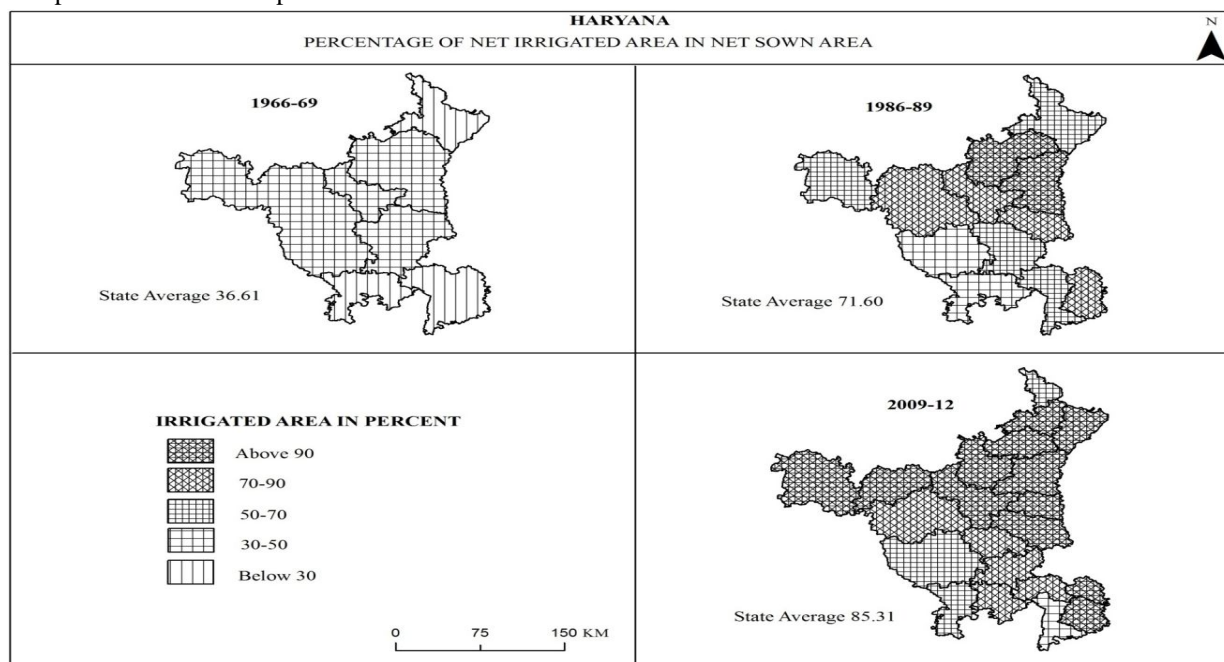 HARYANA
PERCENTAGE OF NET IRRIGATED AREA IN NET SOWN AREA
N
1966-69
State Average 36.61
1986-89
State Average 71.60
IRRIGATED AREA IN PERCENT
Above 90
70-90
50-70
30-50
Below 30
0 75 150 KM
2009-12
State Average 85.31